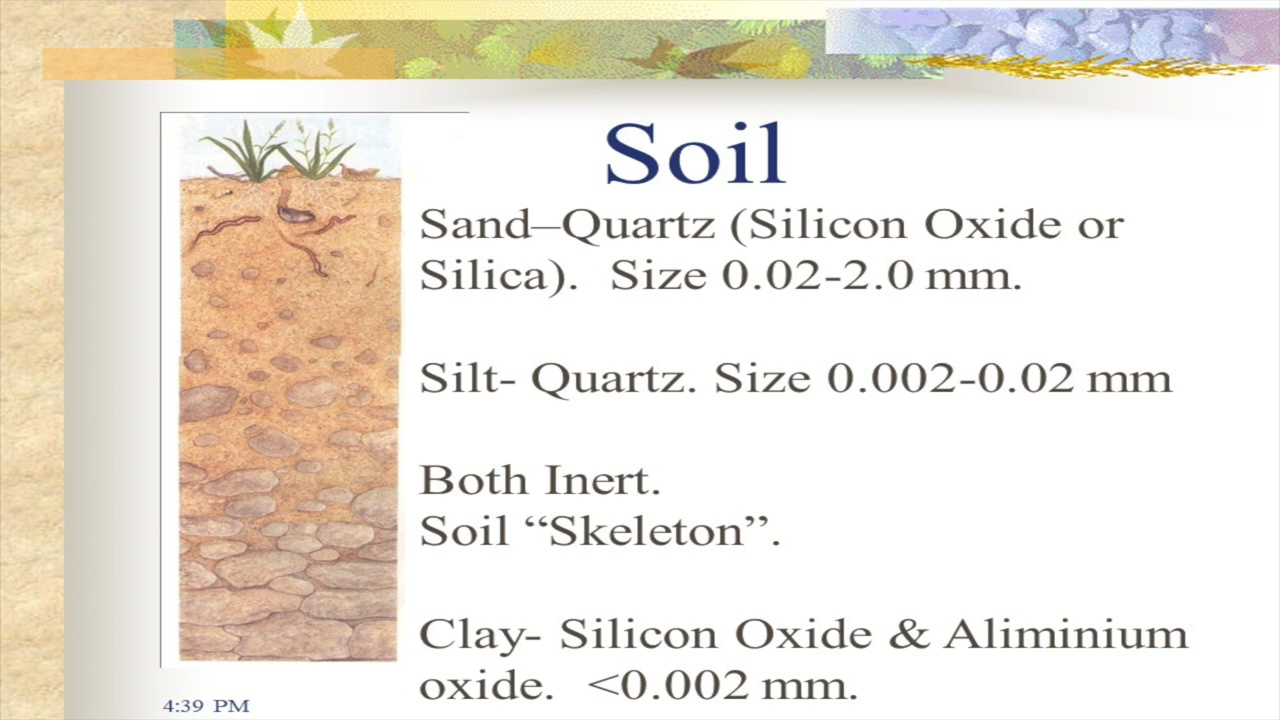 Soil
Sand–Quartz (Silicon Oxide or
Silica).  Size 0.02-2.0 mm.
Silt- Quartz. Size 0.002-0.02 mm
Both Inert.
Soil “Skeleton”.
Clay- Silicon Oxide & Aliminium
oxide.  <0.002 mm.
4:39 PM